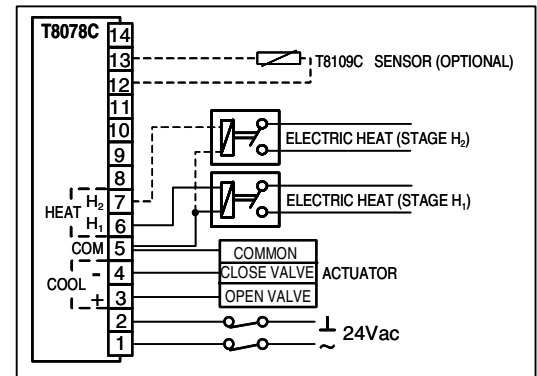 T8078C
14
13 T8109C SENSOR (OPTIONAL)
12
11
10 ELECTRIC HEAT (STAGE H₂)
9
8
HEAT H₂ 7
H₁ 6 ELECTRIC HEAT (STAGE H₁)
COM 5 COMMON
COOL - 4 CLOSE VALVE ACTUATOR
+ 3 OPEN VALVE
2
1 ~ 24Vac